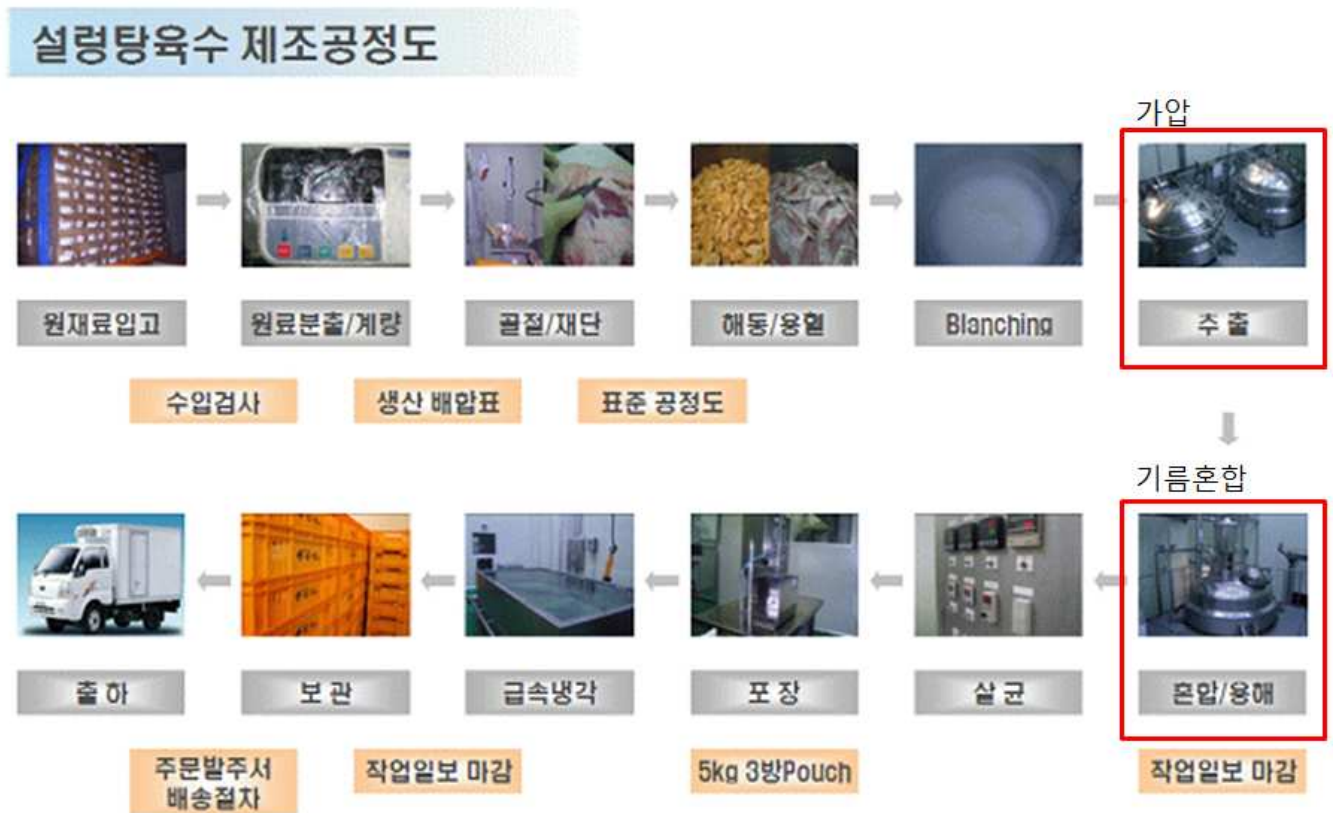 설렁탕육수 제조공정도
가압
원재료입고
원료분출/계량
골절/재단
해동/용혈
Blanching
추 출
수입검사
생산 배합표
표준 공정도
기름혼합
출 하
보 관
급속냉각
포 장
살 균
혼합/용해
주문발주서
배송절차
작업일보 마감
5kg 3방Pouch
작업일보 마감